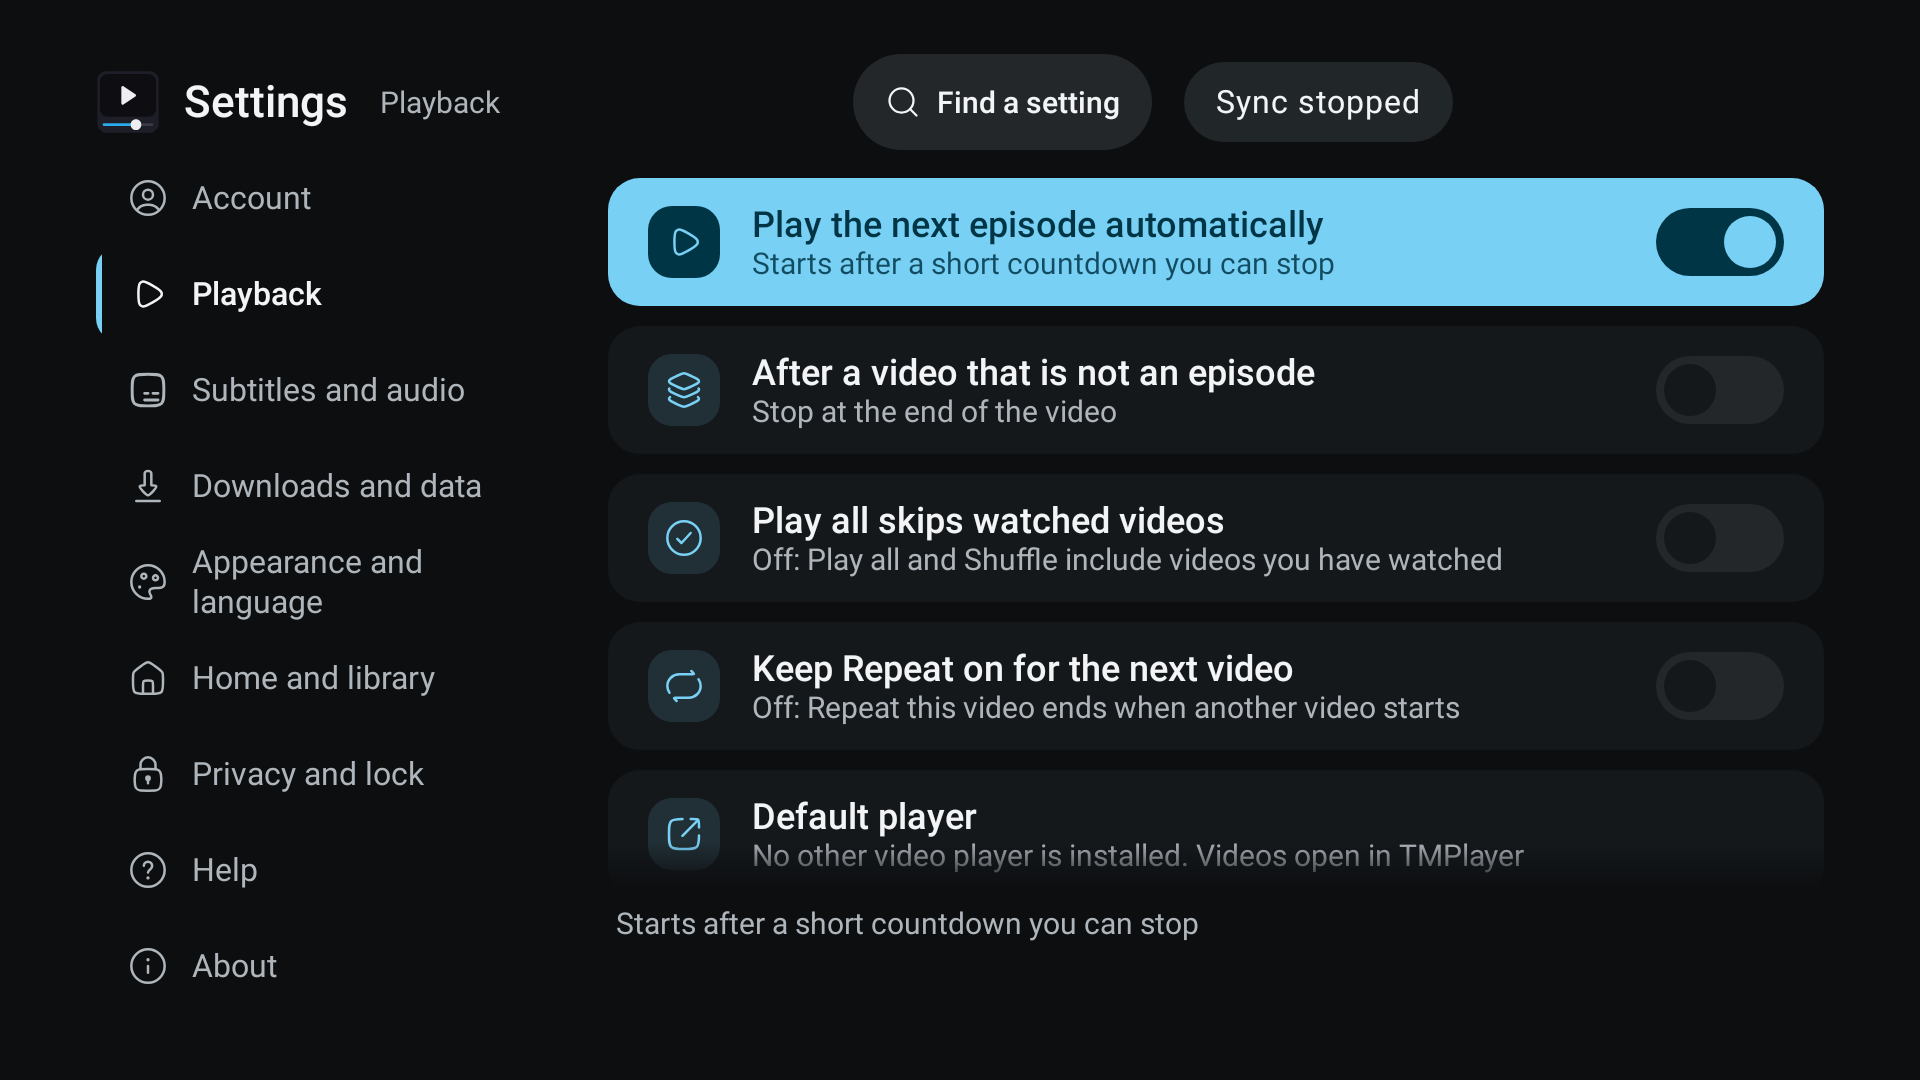 Settings
Playback
Find a setting
Sync stopped
Account
Playback
Subtitles and audio
Downloads and data
Appearance and
language
Home and library
Privacy and lock
Help
About
Play the next episode automatically
Starts after a short countdown you can stop
After a video that is not an episode
Stop at the end of the video
Play all skips watched videos
Off: Play all and Shuffle include videos you have watched
Keep Repeat on for the next video
Off: Repeat this video ends when another video starts
Default player
No other video player is installed. Videos open in TMPlayer
Starts after a short countdown you can stop